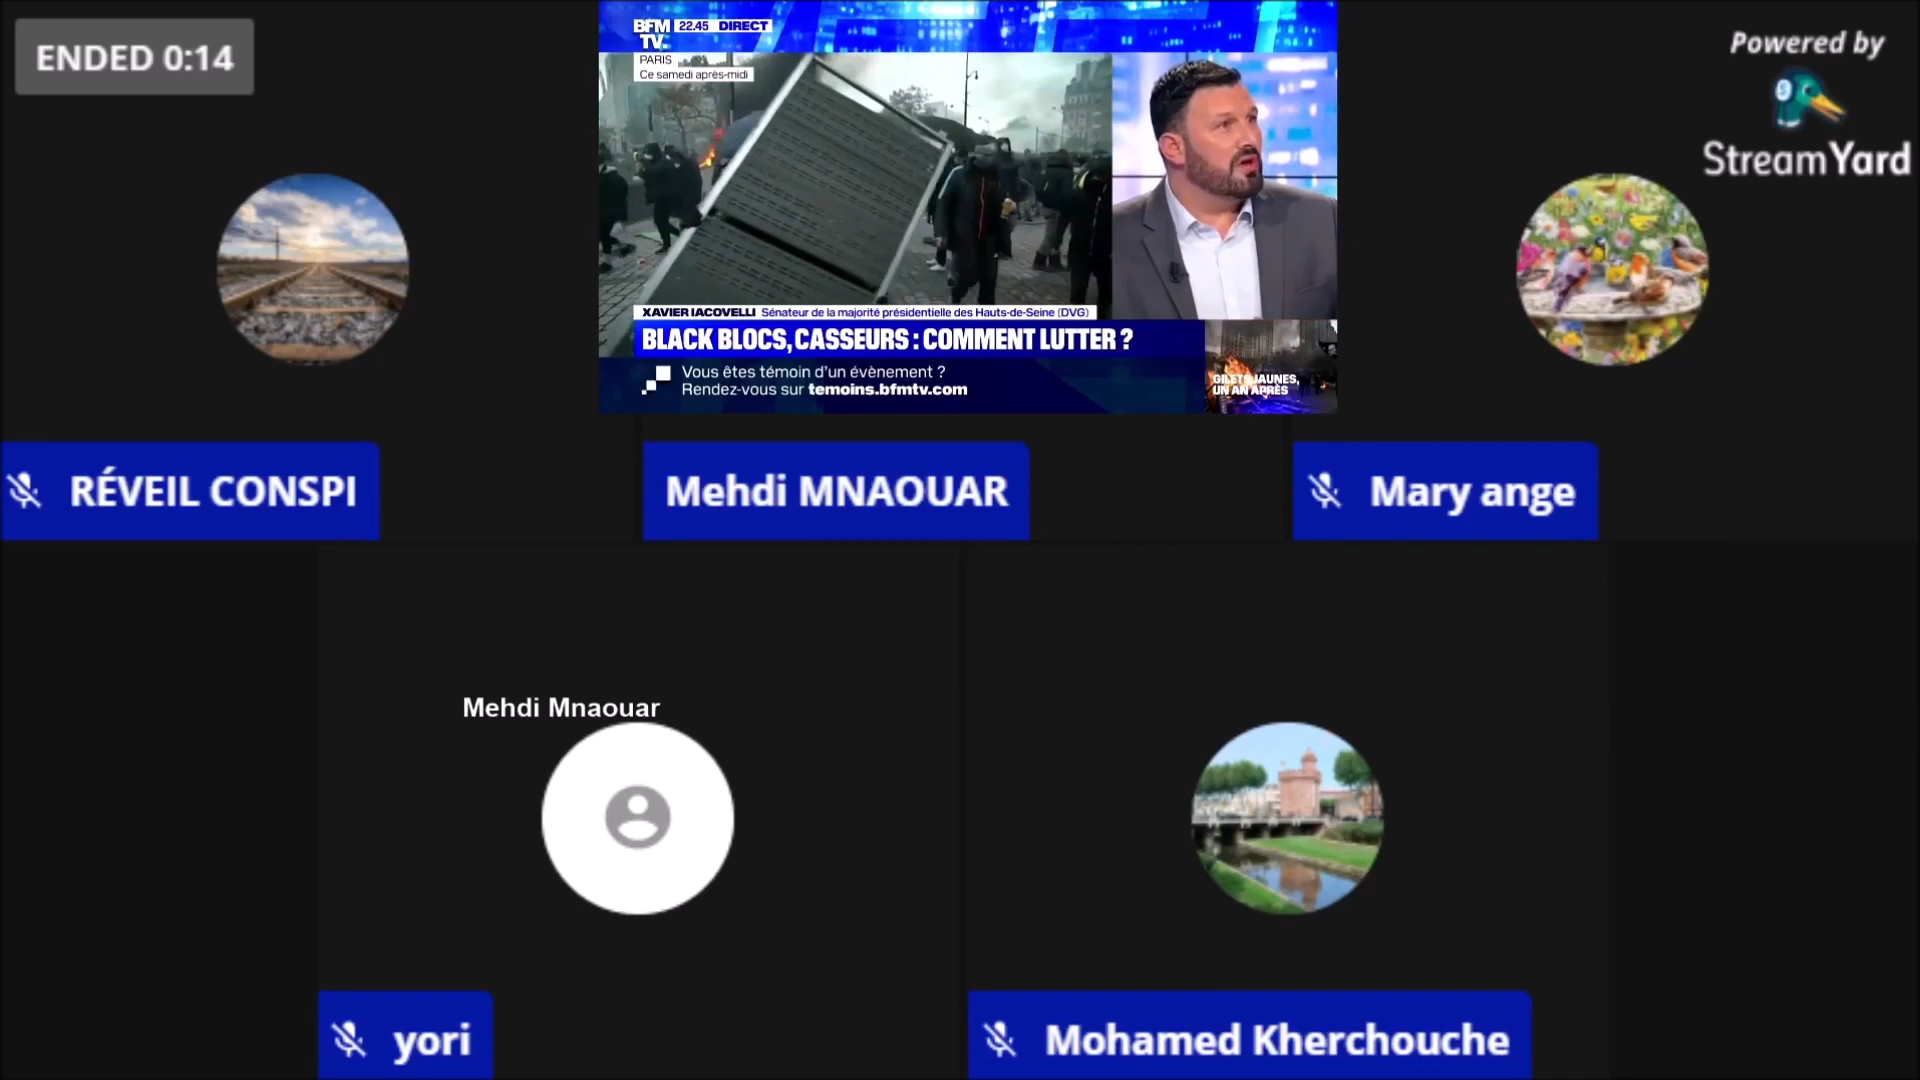 ENDED 0:14
BFM TV. 22.45 DIRECT
PARIS
Ce samedi après-midi
XAVIER IACOVELLI Sénateur de la majorité présidentielle des Hauts-de-Seine (DVG)
BLACK BLOCS, CASSEURS : COMMENT LUTTER ?
Vous êtes témoin d'un évènement ?
Rendez-vous sur temoins.bfmtv.com
GILETS JAUNES,
UN AN APRÈS
Powered by
StreamYard
RÉVEIL CONSPI
Mehdi MNAOUAR
Mary ange
Mehdi Mnaouar
yori
Mohamed Kherchouche